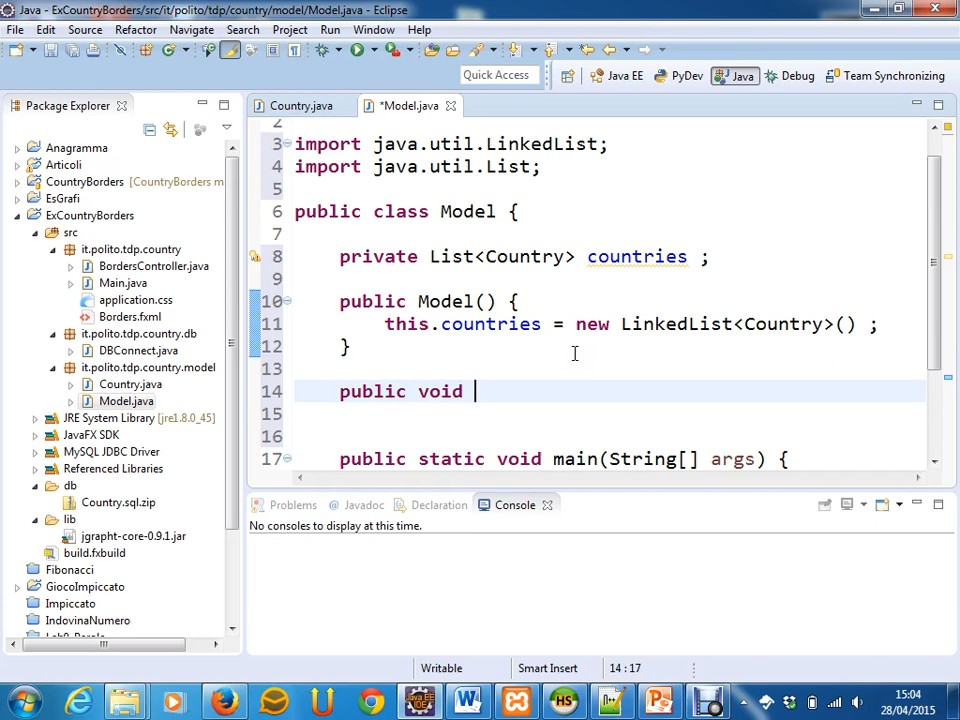 Java - ExCountryBorders/src/it/polito/tdp/country/model/Model.java - Eclipse
File Edit Source Refactor Navigate Search Project Run Window Help
Quick Access Java EE PyDev Java Debug Team Synchronizing
Package Explorer
Anagramma
Articoli
CountryBorders [CountryBorders m
EsGrafi
ExCountryBorders
src
it.polito.tdp.country
BordersController.java
Main.java
application.css
Borders.fxml
it.polito.tdp.country.db
DBConnect.java
it.polito.tdp.country.model
Country.java
Model.java
JRE System Library [jre1.8.0_45]
JavaFX SDK
MySQL JDBC Driver
Referenced Libraries
db
Country.sql.zip
lib
jgrapht-core-0.9.1.jar
build.fxbuild
Fibonacci
GiocoImpiccato
Impiccato
IndovinaNumero
Country.java *Model.java
2
3 import java.util.LinkedList;
4 import java.util.List;
5
6 public class Model {
7
8 private List<Country> countries ;
9
10 public Model() {
11 this.countries = new LinkedList<Country>() ;
12 }
13
14 public void
15
16
17 public static void main(String[] args) {
Problems Javadoc Declaration Console
No consoles to display at this time.
Writable Smart Insert 14 : 17
15:04
28/04/2015